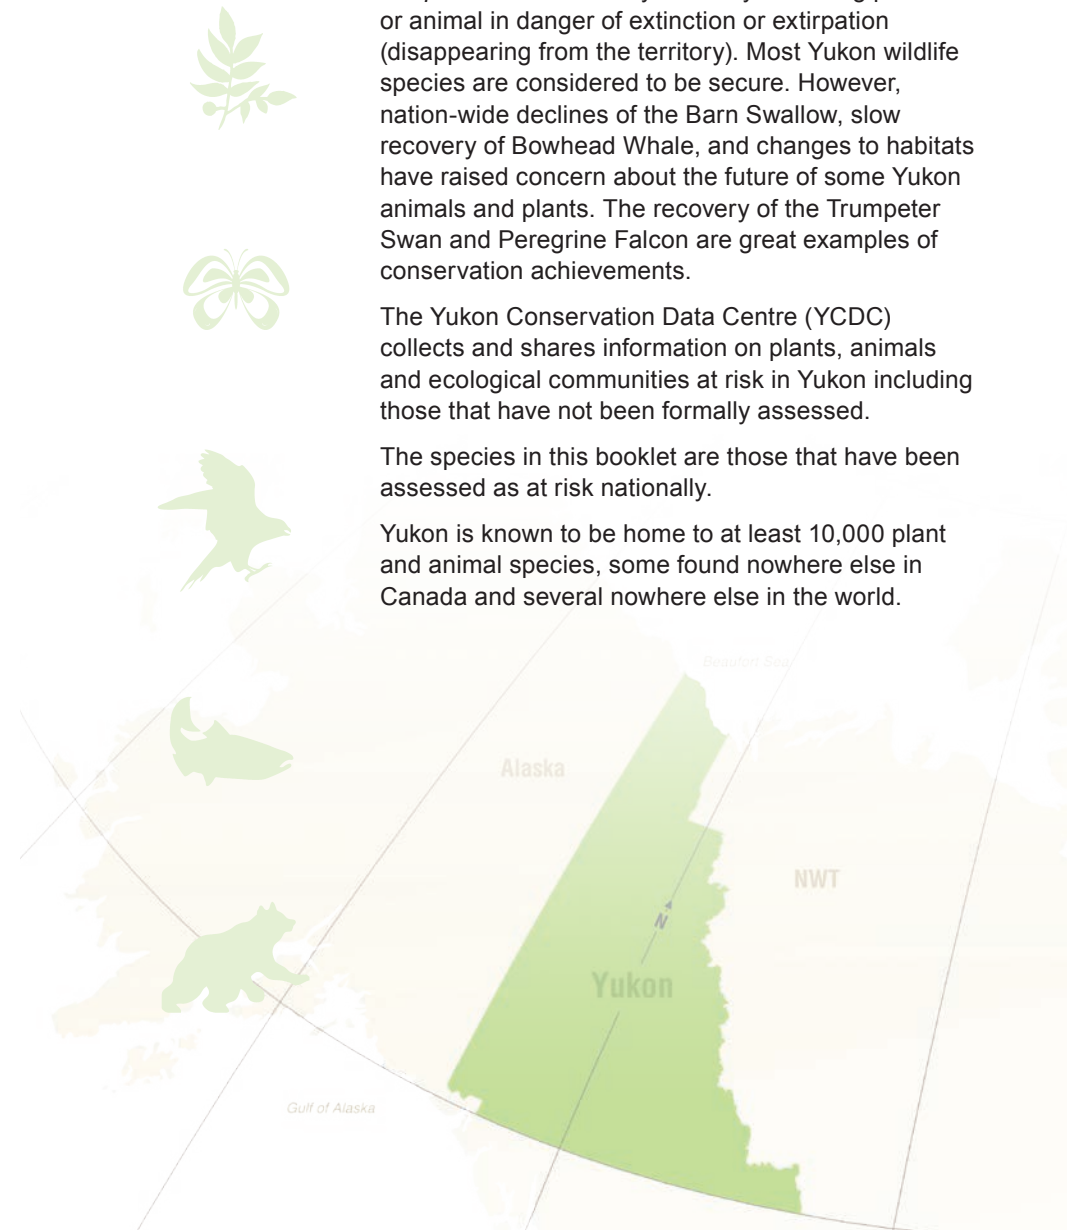 or animal in danger of extinction or extirpation
(disappearing from the territory). Most Yukon wildlife
species are considered to be secure. However,
nation-wide declines of the Barn Swallow, slow
recovery of Bowhead Whale, and changes to habitats
have raised concern about the future of some Yukon
animals and plants. The recovery of the Trumpeter
Swan and Peregrine Falcon are great examples of
conservation achievements.
The Yukon Conservation Data Centre (YCDC)
collects and shares information on plants, animals
and ecological communities at risk in Yukon including
those that have not been formally assessed.
The species in this booklet are those that have been
assessed as at risk nationally.
Yukon is known to be home to at least 10,000 plant
and animal species, some found nowhere else in
Canada and several nowhere else in the world.
Beaufort Sea
Alaska
NWT
N
Yukon
Gulf of Alaska